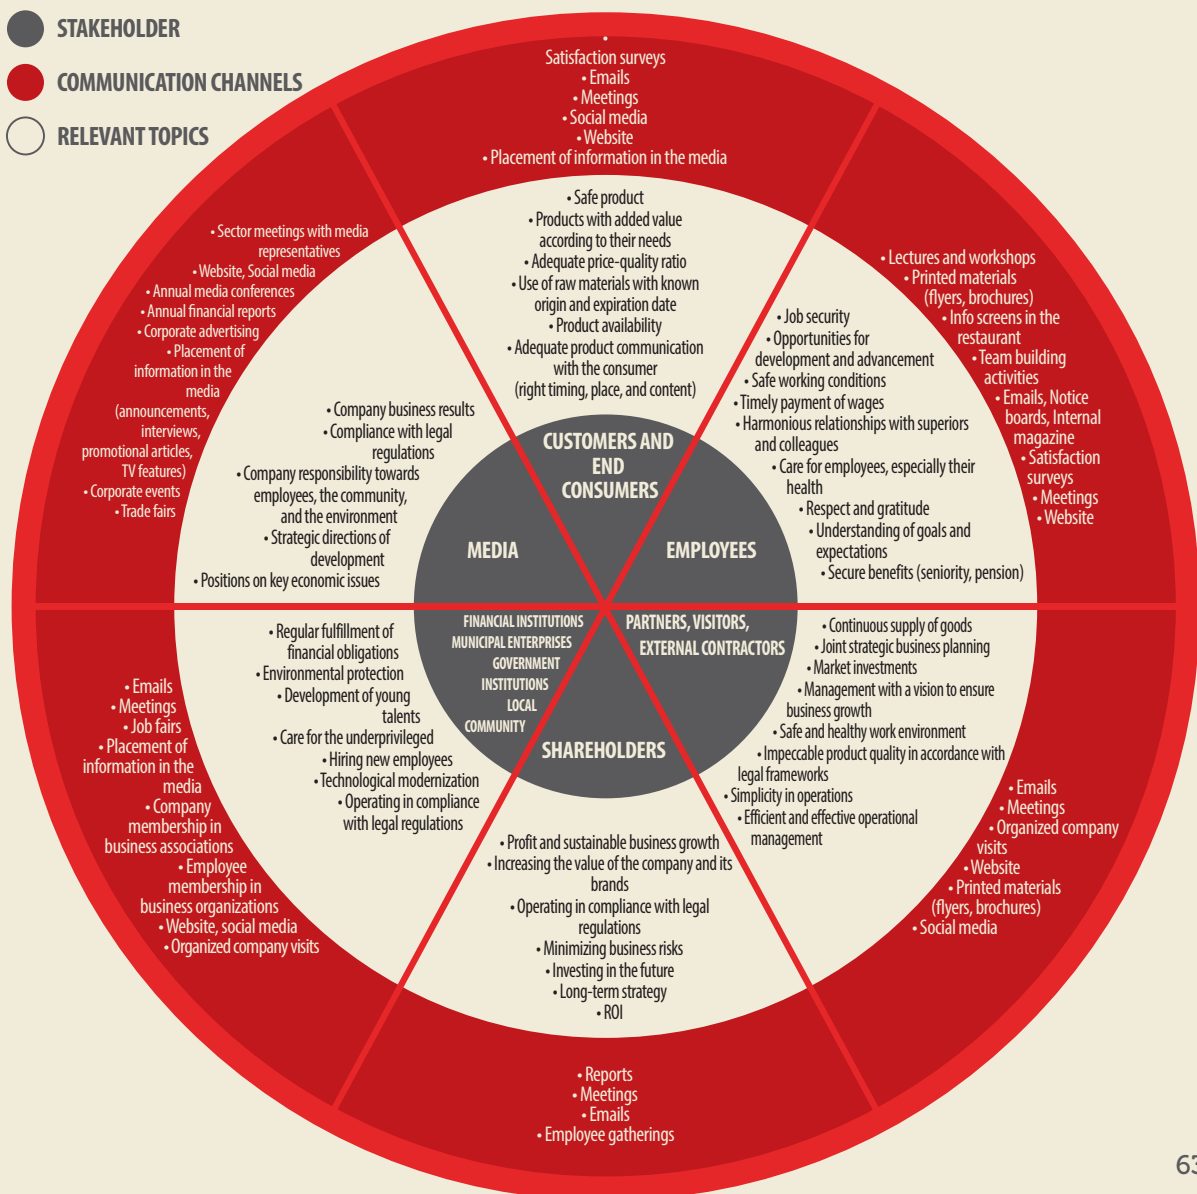 STAKEHOLDER
COMMUNICATION CHANNELS
RELEVANT TOPICS
•
Satisfaction surveys
• Emails
• Meetings
• Social media
• Website
• Placement of information in the media
• Safe product
• Products with added value
according to their needs
• Adequate price-quality ratio
• Use of raw materials with known
origin and expiration date
• Product availability
• Adequate product communication
with the consumer
(right timing, place, and content)
CUSTOMERS AND
END
CONSUMERS
• Lectures and workshops
• Printed materials
(flyers, brochures)
• Info screens in the
restaurant
• Team building
activities
• Emails, Notice
boards, Internal
magazine
• Satisfaction
surveys
• Meetings
• Website
• Job security
• Opportunities for
development and advancement
• Safe working conditions
• Timely payment of wages
• Harmonious relationships with superiors
and colleagues
• Care for employees, especially their
health
• Respect and gratitude
• Understanding of goals and
expectations
• Secure benefits (seniority, pension)
EMPLOYEES
PARTNERS, VISITORS,
EXTERNAL CONTRACTORS
• Continuous supply of goods
• Joint strategic business planning
• Market investments
• Management with a vision to ensure
business growth
• Safe and healthy work environment
• Impeccable product quality in accordance with
legal frameworks
• Simplicity in operations
• Efficient and effective operational
management
• Emails
• Meetings
• Organized company
visits
• Website
• Printed materials
(flyers, brochures)
• Social media
SHAREHOLDERS
• Profit and sustainable business growth
• Increasing the value of the company and its
brands
• Operating in compliance with legal
regulations
• Minimizing business risks
• Investing in the future
• Long-term strategy
• ROI
• Reports
• Meetings
• Emails
• Employee gatherings
FINANCIAL INSTITUTIONS
MUNICIPAL ENTERPRISES
GOVERNMENT
INSTITUTIONS
LOCAL
COMMUNITY
• Regular fulfillment of
financial obligations
• Environmental protection
• Development of young
talents
• Care for the underprivileged
• Hiring new employees
• Technological modernization
• Operating in compliance
with legal regulations
• Emails
• Meetings
• Job fairs
• Placement of
information in the
media
• Company
membership in
business associations
• Employee
membership in
business organizations
• Website, social media
• Organized company visits
MEDIA
• Company business results
• Compliance with legal
regulations
• Company responsibility towards
employees, the community,
and the environment
• Strategic directions of
development
• Positions on key economic issues
• Sector meetings with media
representatives
• Website, Social media
• Annual media conferences
• Annual financial reports
• Corporate advertising
• Placement of
information in the
media
(announcements,
interviews,
promotional articles,
TV features)
• Corporate events
• Trade fairs
63